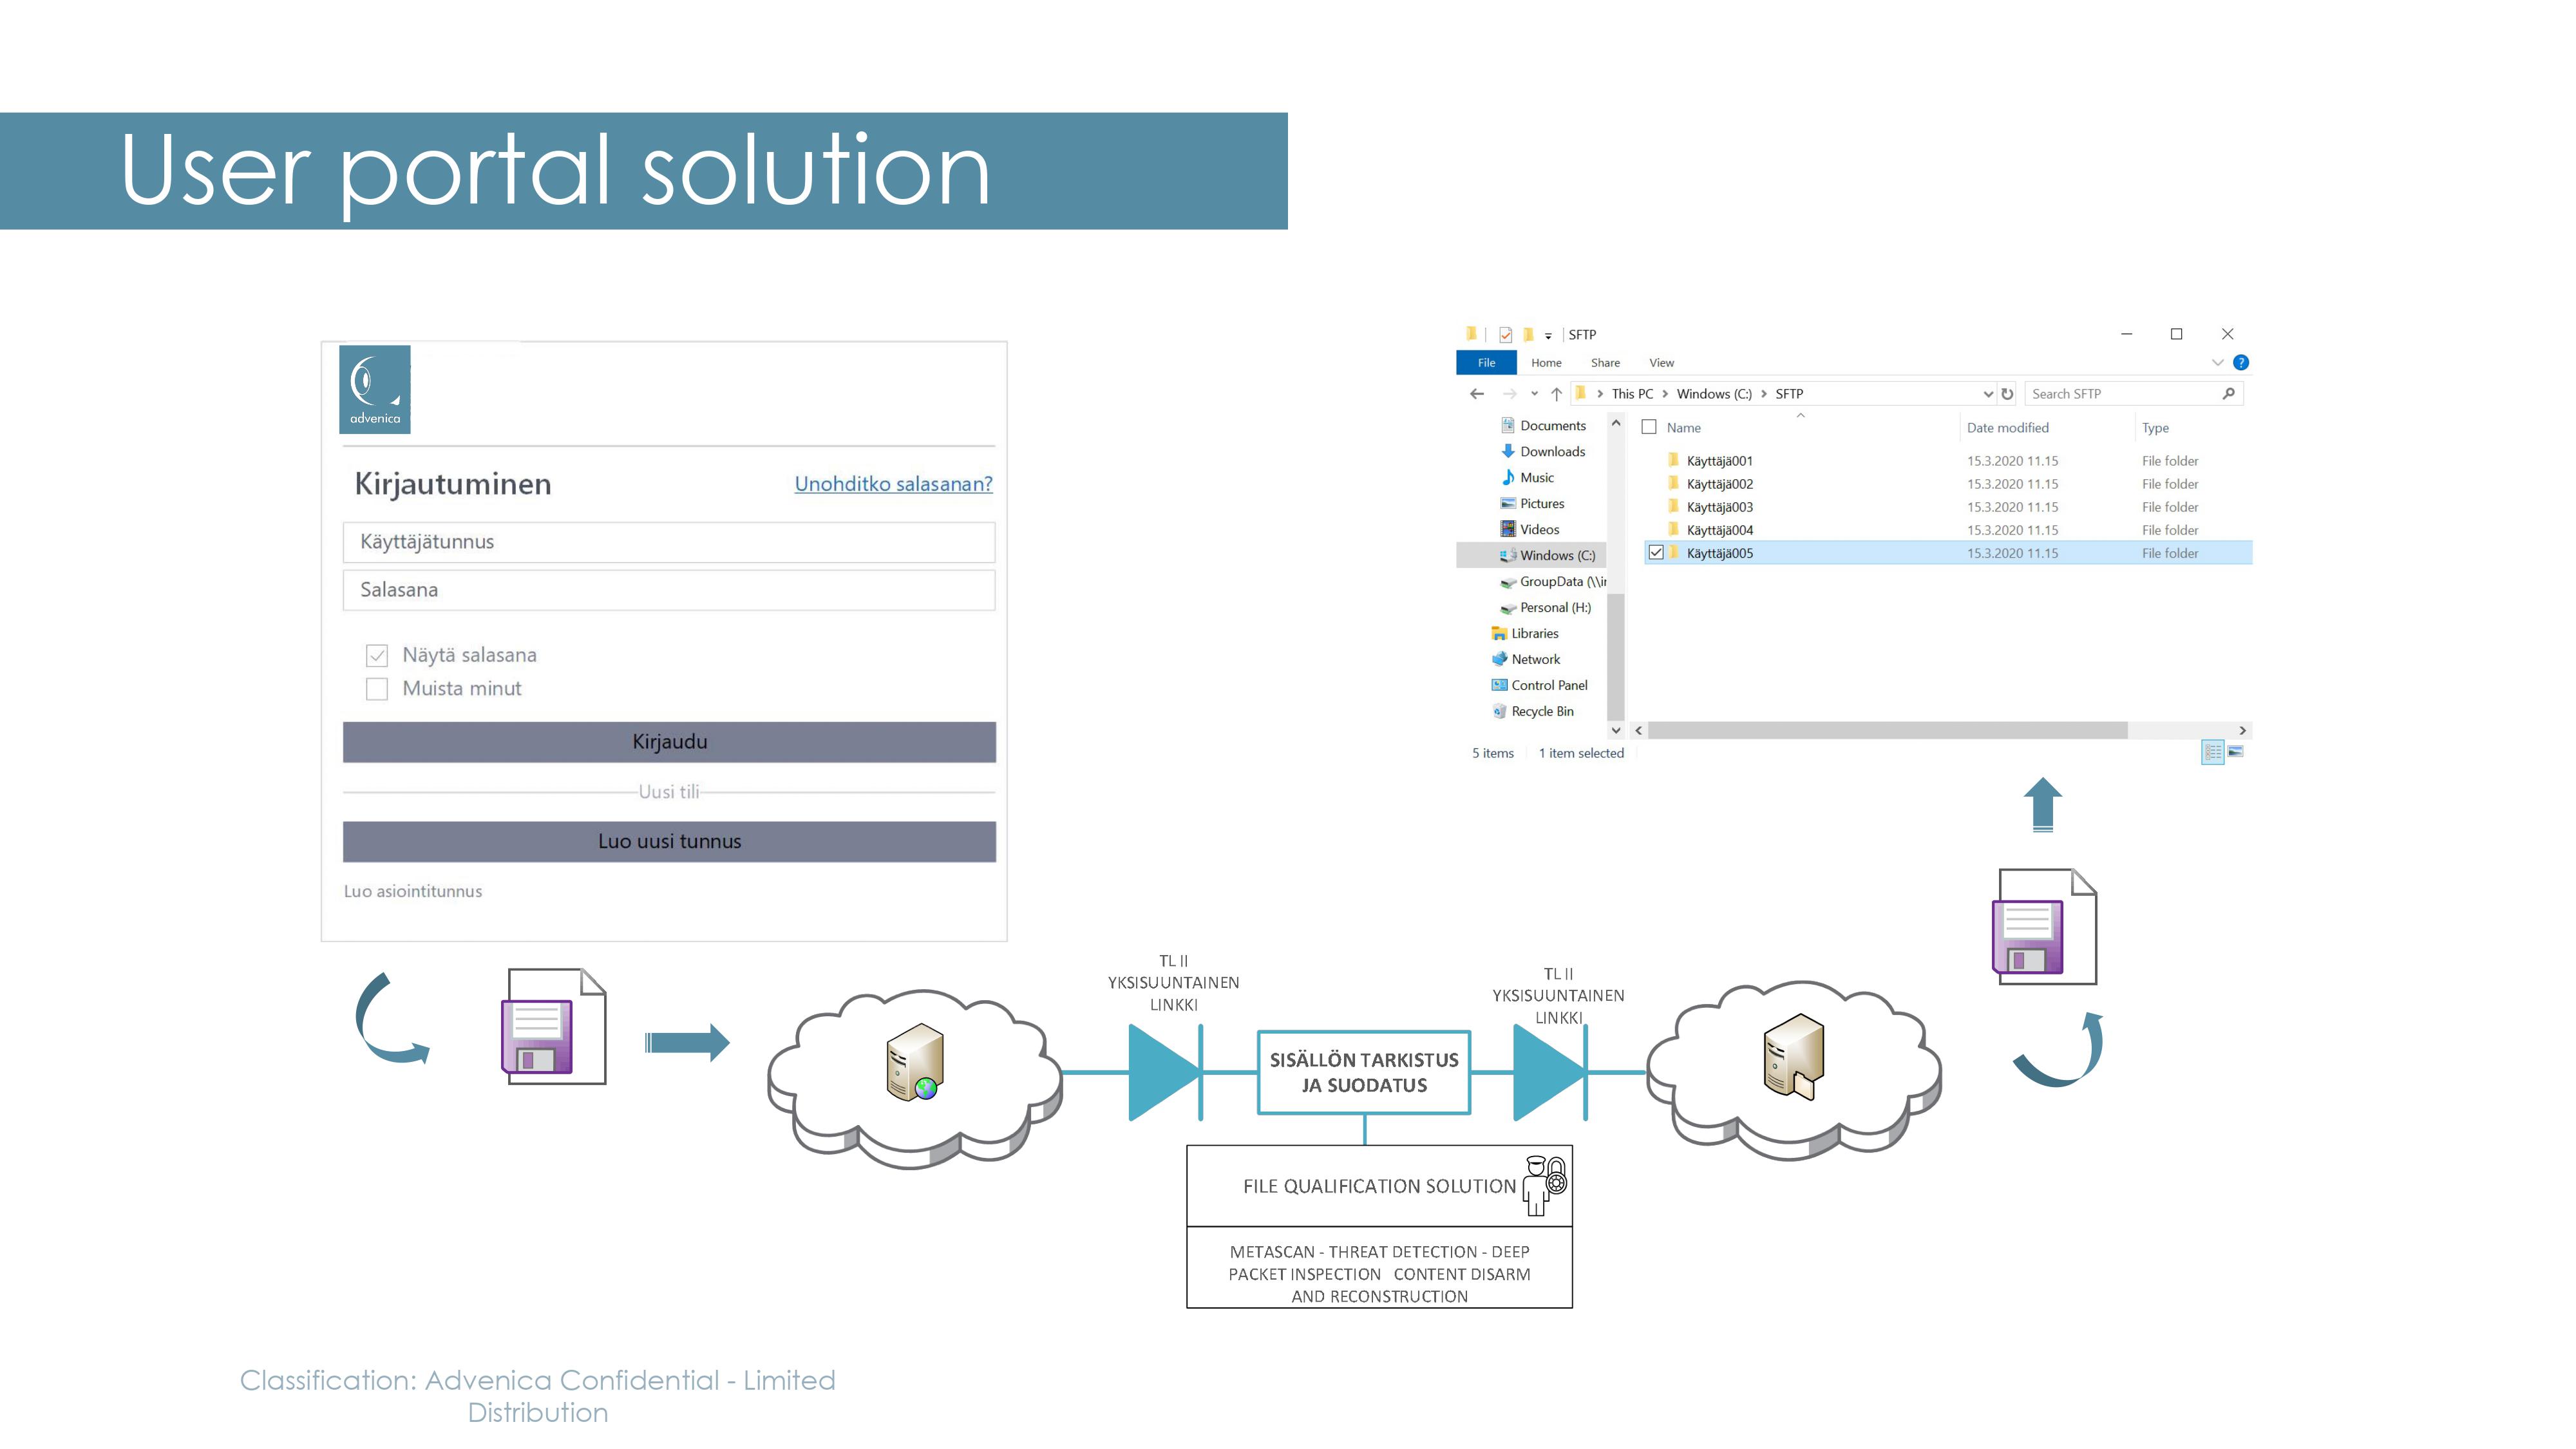 User portal solution
advenica
Kirjautuminen
Unohditko salasanan?
Käyttäjätunnus
Salasana
Näytä salasana
Muista minut
Kirjaudu
Uusi tili
Luo uusi tunnus
Luo asiointitunnus
SFTP
File Home Share View
This PC > Windows (C:) > SFTP
Search SFTP
Documents
Downloads
Music
Pictures
Videos
Windows (C:)
GroupData (\\ir
Personal (H:)
Libraries
Network
Control Panel
Recycle Bin
Name Date modified Type
Käyttäjä001 15.3.2020 11.15 File folder
Käyttäjä002 15.3.2020 11.15 File folder
Käyttäjä003 15.3.2020 11.15 File folder
Käyttäjä004 15.3.2020 11.15 File folder
Käyttäjä005 15.3.2020 11.15 File folder
5 items 1 item selected
TL II
YKSISUUNTAINEN
LINKKI
SISÄLLÖN TARKISTUS
JA SUODATUS
TL II
YKSISUUNTAINEN
LINKKI
FILE QUALIFICATION SOLUTION
METASCAN - THREAT DETECTION - DEEP
PACKET INSPECTION CONTENT DISARM
AND RECONSTRUCTION
Classification: Advenica Confidential - Limited
Distribution